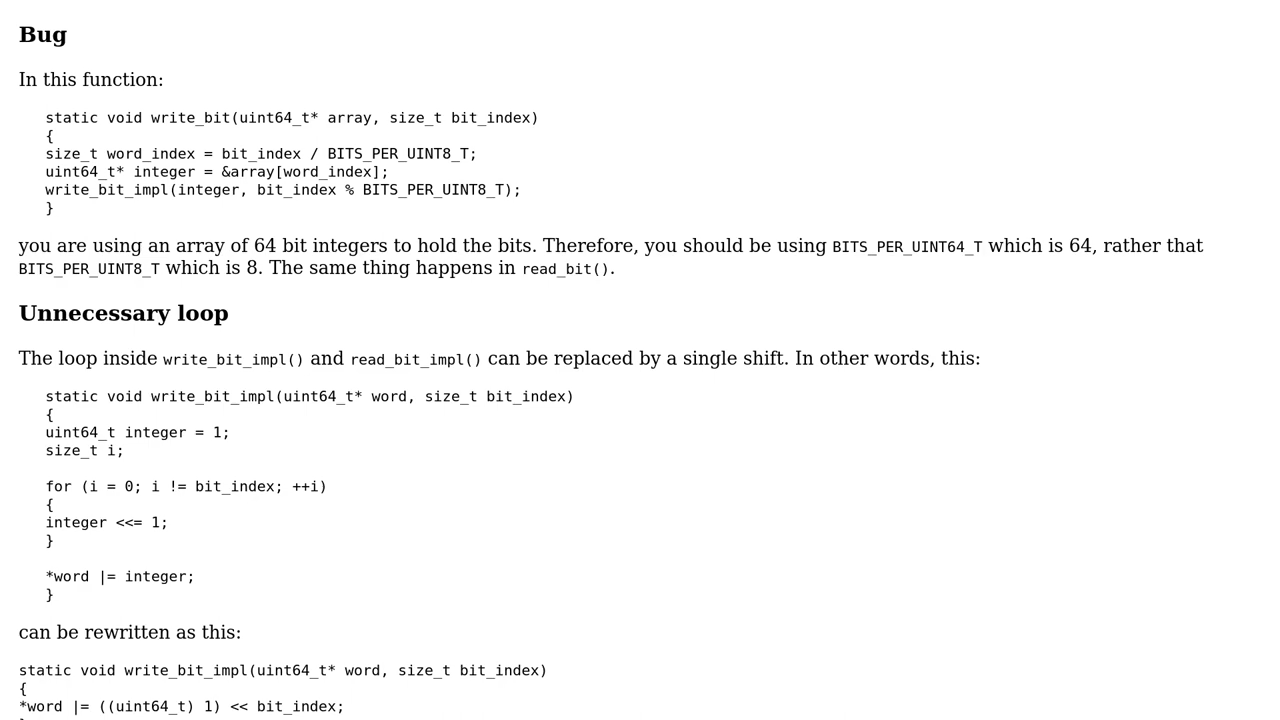 Bug
In this function:
static void write_bit(uint64_t* array, size_t bit_index)
{
size_t word_index = bit_index / BITS_PER_UINT8_T;
uint64_t* integer = &array[word_index];
write_bit_impl(integer, bit_index % BITS_PER_UINT8_T);
}
you are using an array of 64 bit integers to hold the bits. Therefore, you should be using BITS_PER_UINT64_T which is 64, rather that
BITS_PER_UINT8_T which is 8. The same thing happens in read_bit().
Unnecessary loop
The loop inside write_bit_impl() and read_bit_impl() can be replaced by a single shift. In other words, this:
static void write_bit_impl(uint64_t* word, size_t bit_index)
{
uint64_t integer = 1;
size_t i;
for (i = 0; i != bit_index; ++i)
{
integer <<= 1;
}
*word |= integer;
}
can be rewritten as this:
static void write_bit_impl(uint64_t* word, size_t bit_index)
{
*word |= ((uint64_t) 1) << bit_index;